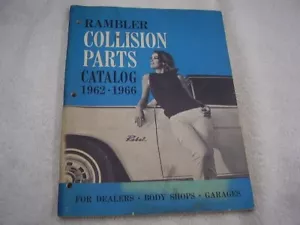 RAMBLER
COLLISION
PARTS
CATALOG
1962-1966
Rebel
FOR DEALERS • BODY SHOPS • GARAGES